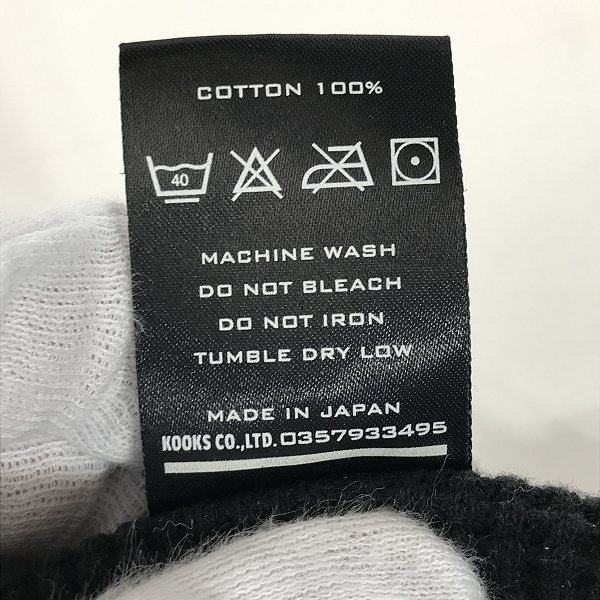 COTTON 100%
40
MACHINE WASH
DO NOT BLEACH
DO NOT IRON
TUMBLE DRY LOW
MADE IN JAPAN
KOOKS CO.,LTD. 0357933495